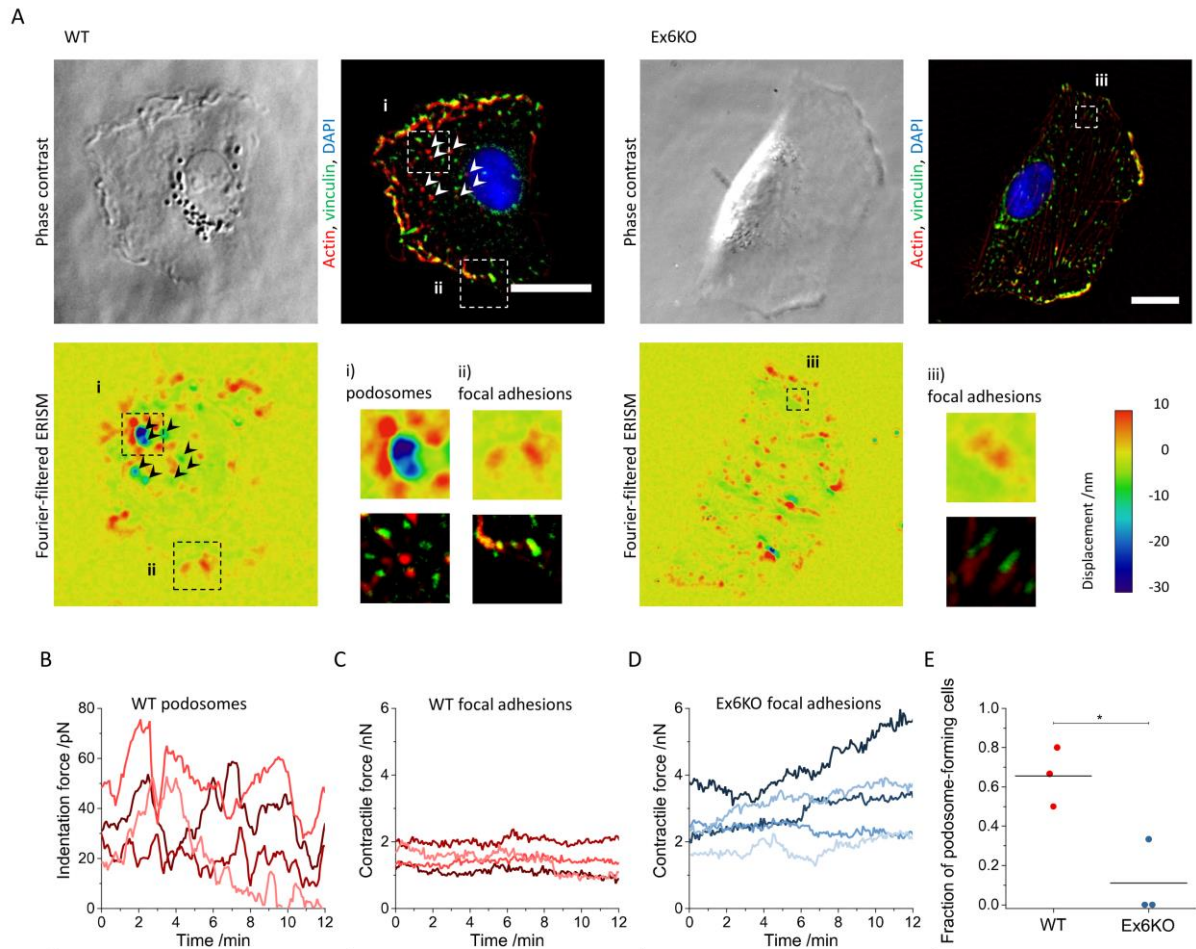 A
WT
Ex6KO
Phase contrast
Actin, vinculin, DAPI
i
ii
Phase contrast
Actin, vinculin, DAPI
iii
Fourier-filtered ERISM
i
ii
i)
podosomes
ii)
focal adhesions
Fourier-filtered ERISM
iii
iii)
focal adhesions
Displacement /nm
10
0
-10
-20
-30
B
WT podosomes
Indentation force /pN
80
60
40
20
0
0 2 4 6 8 10 12
Time /min
C
WT focal adhesions
Contractile force /nN
6
4
2
0
0 2 4 6 8 10 12
Time /min
D
Ex6KO focal adhesions
Contractile force /nN
6
4
2
0
0 2 4 6 8 10 12
Time /min
E
Fraction of podosome-forming cells
1.0
0.8
0.6
0.4
0.2
0.0
*
WT Ex6KO